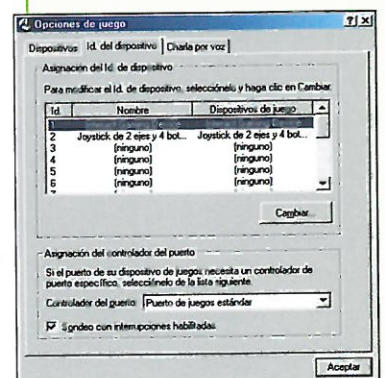 Opciones de juego
Dispositivos Id. del dispositivo Charla por voz
Asignación del Id. de dispositivo
Para modificar el Id. de dispositivo, selecciónelo y haga clic en Cambiar.
Id. Nombre Dispositivos de juego
1
2 Joystick de 2 ejes y 4 bot... Joystick de 2 ejes y 4 bot...
3 (ninguno) (ninguno)
4 (ninguno) (ninguno)
5 (ninguno) (ninguno)
6 (ninguno) (ninguno)
Cambiar...
Asignación del controlador del puerto
Si el puerto de su dispositivo de juegos necesita un controlador de
puerto específico, selecciónelo de la lista siguiente.
Controlador del puerto: Puerto de juegos estándar
Sondeo con interrupciones habilitadas.
Aceptar